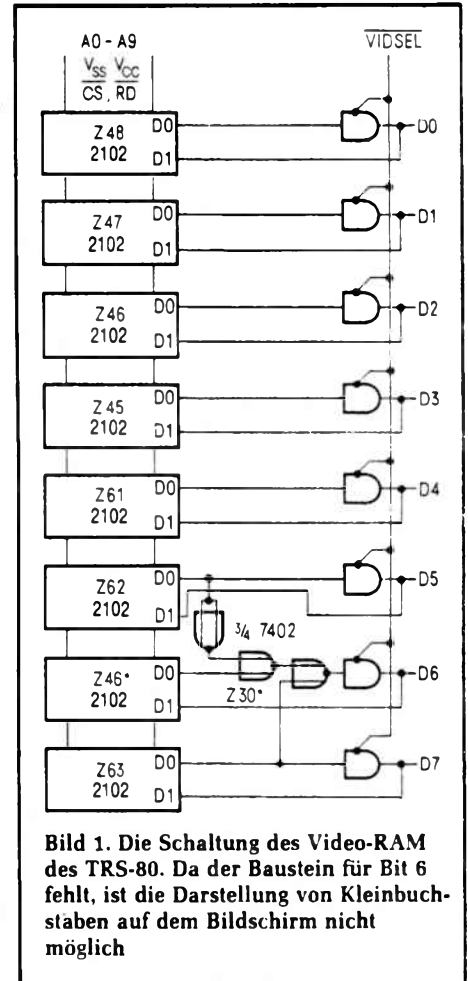 A0 - A9
VIDSEL
VSS VCC
CS, RD
Z48
2102
D0
D1
D0
Z47
2102
D0
D1
D1
Z46
2102
D0
D1
D2
Z45
2102
D0
D1
D3
Z61
2102
D0
D1
D4
Z62
2102
D0
D1
D5
3/4 7402
Z46*
2102
D0
D1
Z30*
D6
Z63
2102
D0
D1
D7
Bild 1. Die Schaltung des Video-RAM
des TRS-80. Da der Baustein für Bit 6
fehlt, ist die Darstellung von Kleinbuch-
staben auf dem Bildschirm nicht
möglich